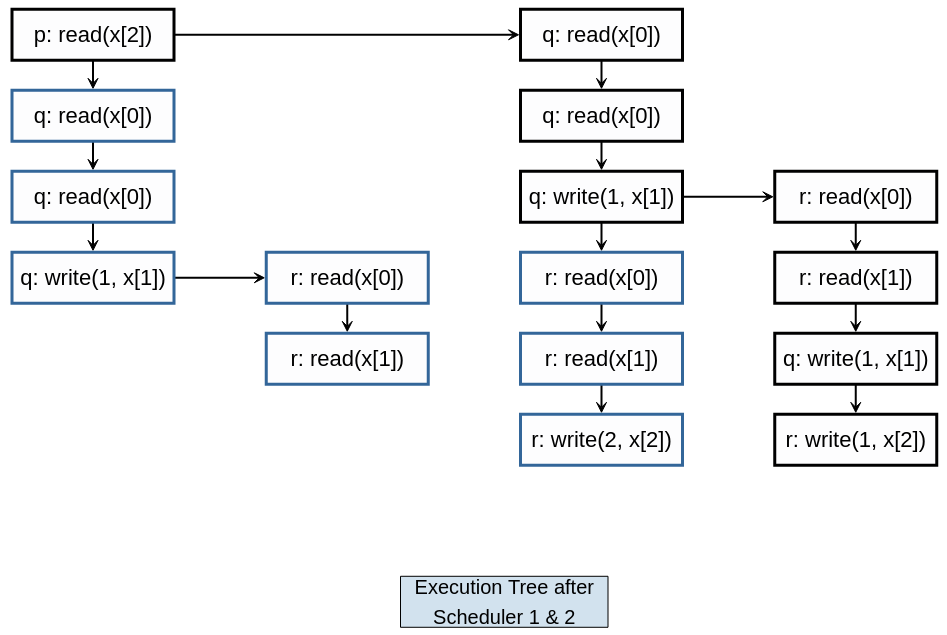 p: read(x[2])
q: read(x[0])
q: read(x[0])
q: read(x[0])
q: read(x[0])
q: write(1, x[1])
r: read(x[0])
q: write(1, x[1])
r: read(x[0])
r: read(x[0])
r: read(x[1])
r: read(x[1])
r: read(x[1])
q: write(1, x[1])
r: write(2, x[2])
r: write(1, x[2])
Execution Tree after
Scheduler 1 & 2